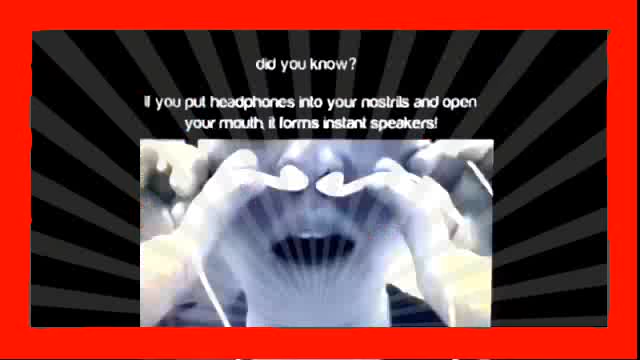 did you know?
If you put headphones into your nostrils and open
your mouth, it forms instant speakers!